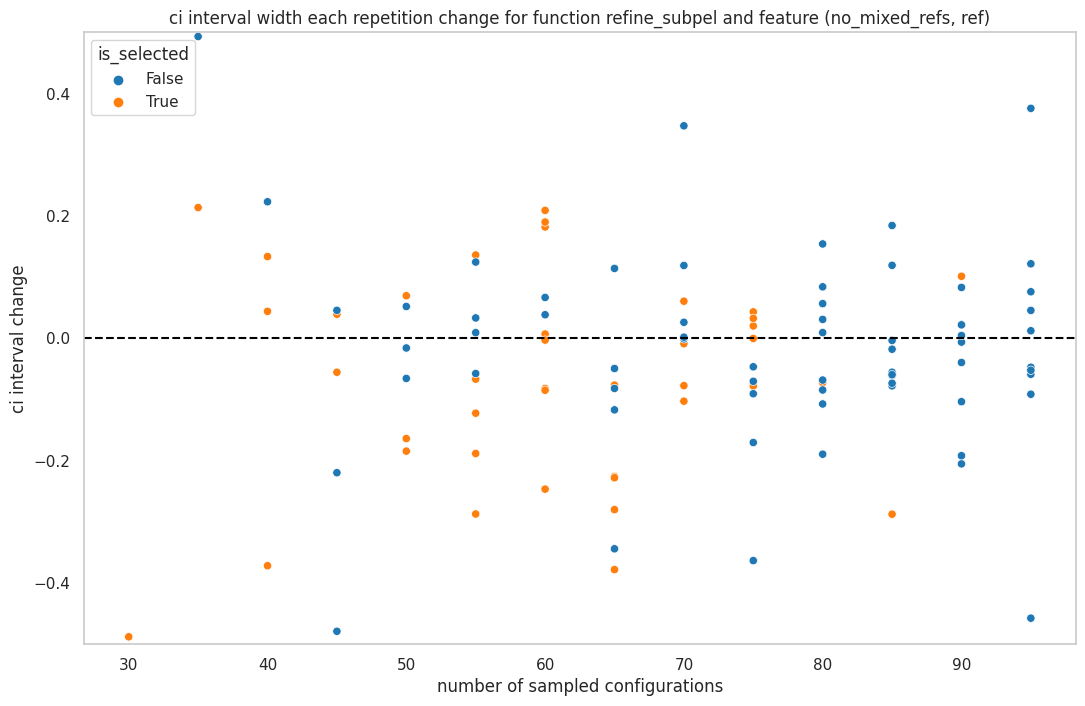 ci interval width each repetition change for function refine_subpel and feature (no_mixed_refs, ref)
is_selected
False
True
0.4
0.2
0.0
−0.2
−0.4
ci interval change
30 40 50 60 70 80 90
number of sampled configurations